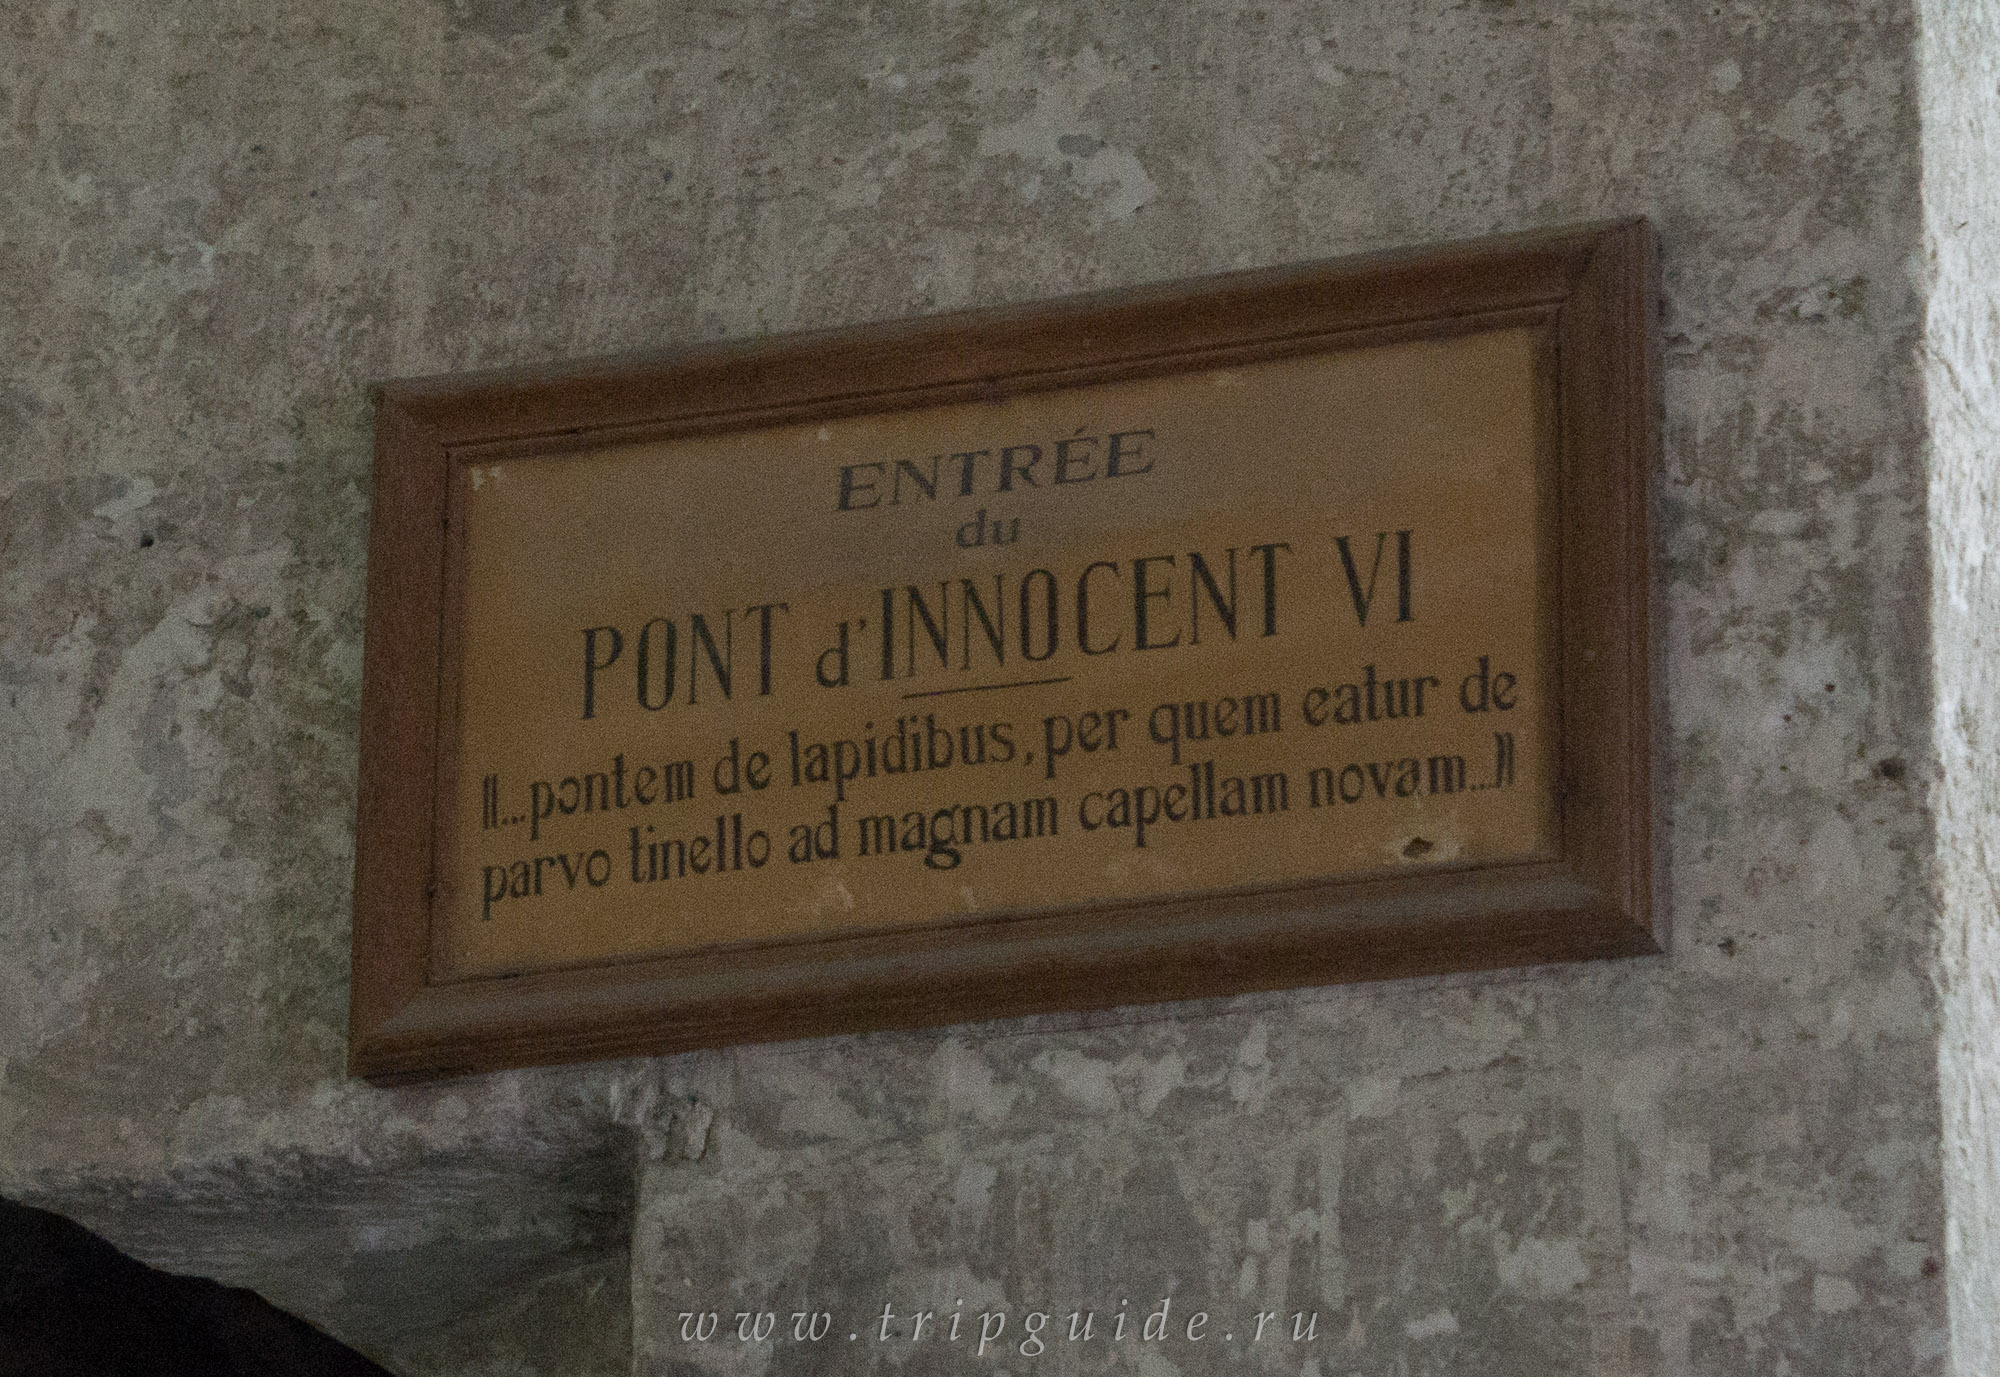 ENTRÉE
du
PONT d'INNOCENT VI
"...pontem de lapidibus, per quem eatur de
parvo tinello ad magnam capellam novam..."
www.tripguide.ru